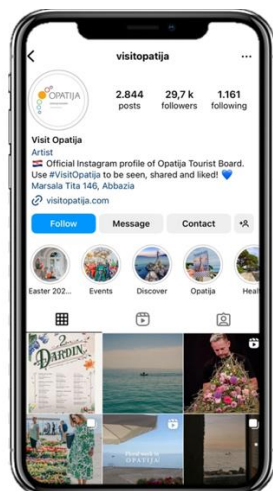 visitopatija
OPATIJA
2.844 29,7 k 1.161
posts followers following
Visit Opatija
Artist
🇭🇷 Official Instagram profile of Opatija Tourist Board.
Use #VisitOpatija to be seen, shared and liked! 💙
Marsala Tita 146, Abbazia
visitopatija.com
Follow Message Contact
Easter 202... Events Discover Opatija Heal
DARDIN
OPATIJA